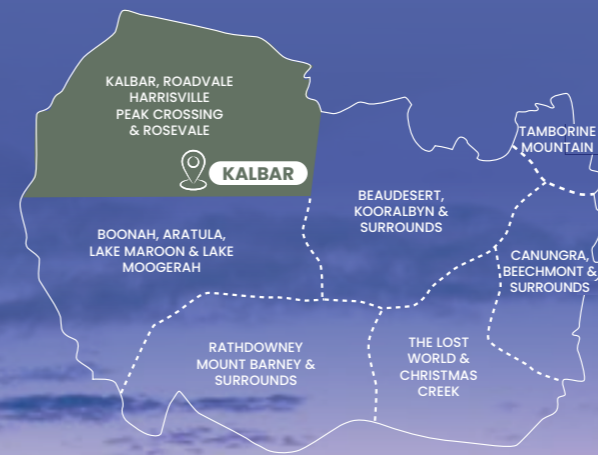 KALBAR, ROADVALE
HARRISVILLE
PEAK CROSSING
& ROSEVALE
KALBAR
TAMBORINE
MOUNTAIN
BEAUDESERT,
KOORALBYN &
SURROUNDS
BOONAH, ARATULA,
LAKE MAROON & LAKE
MOOGERAH
CANUNGRA,
BEECHMONT &
SURROUNDS
RATHDOWNEY
MOUNT BARNEY &
SURROUNDS
THE LOST
WORLD &
CHRISTMAS
CREEK